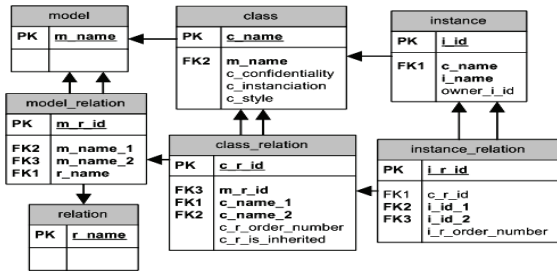 model
PK m_name
class
PK c_name
FK2 m_name
c_confidentiality
c_instanciation
c_style
instance
PK i_id
FK1 c_name
i_name
owner_i_id
model_relation
PK m_r_id
FK2 m_name_1
FK3 m_name_2
FK1 r_name
class_relation
PK c_r_id
FK3 m_r_id
FK1 c_name_1
FK2 c_name_2
c_r_order_number
c_r_is_inherited
instance_relation
PK i_r_id
FK1 c_r_id
FK2 i_id_1
FK3 i_id_2
i_r_order_number
relation
PK r_name